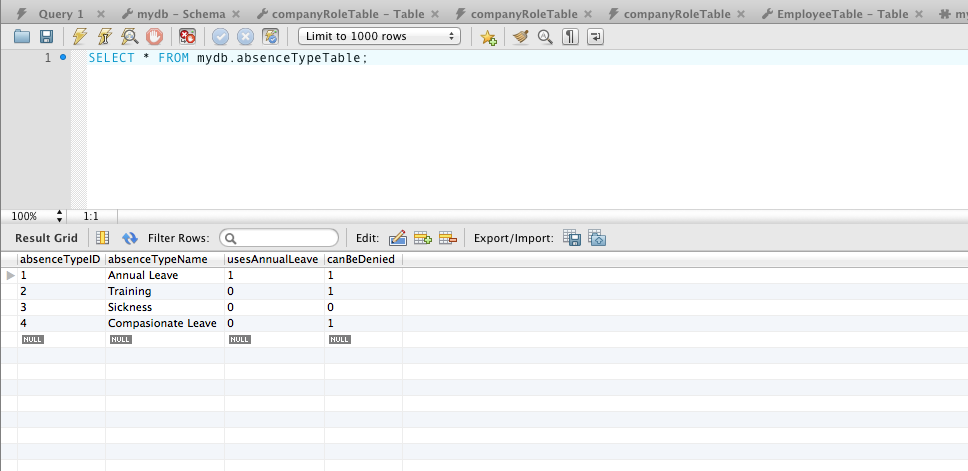 Query 1 mydb - Schema companyRoleTable - Table companyRoleTable companyRoleTable EmployeeTable - Table
Limit to 1000 rows
1 SELECT * FROM mydb.absenceTypeTable;
100% 1:1
Result Grid Filter Rows: Edit: Export/Import:
absenceTypeID absenceTypeName usesAnnualLeave canBeDenied
1 Annual Leave 1 1
2 Training 0 1
3 Sickness 0 0
4 Compasionate Leave 0 1
NULL NULL NULL NULL